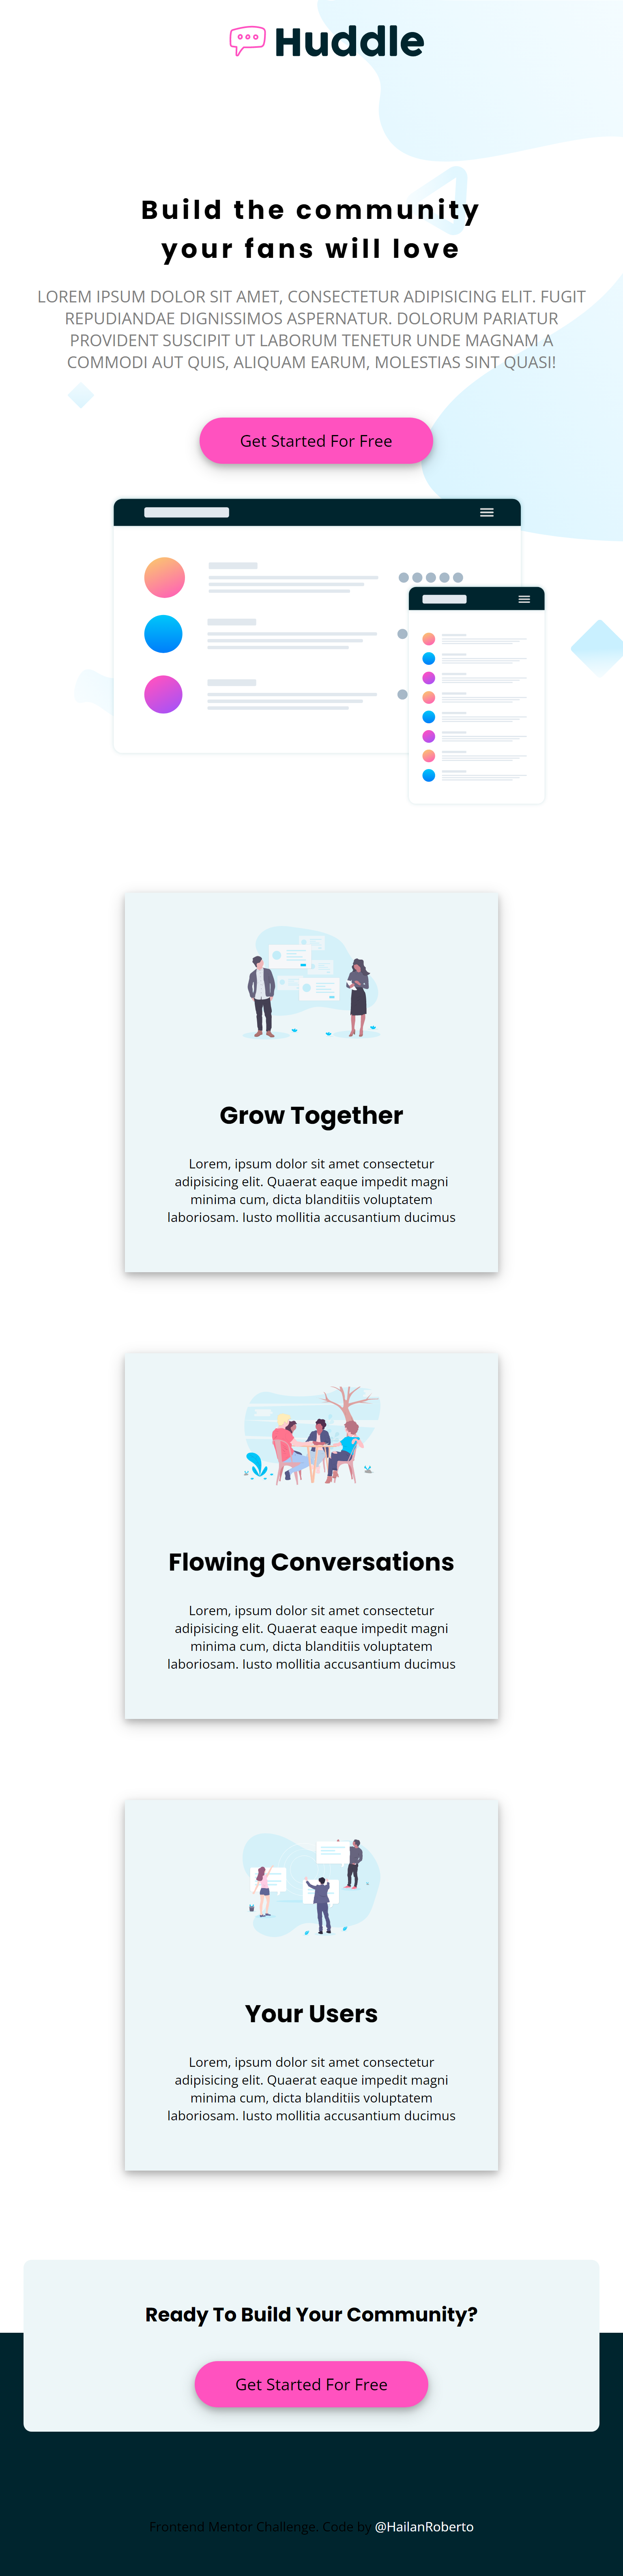 Huddle
Build the community
your fans will love
LOREM IPSUM DOLOR SIT AMET, CONSECTETUR ADIPISICING ELIT. FUGIT
REPUDIANDAE DIGNISSIMOS ASPERNATUR. DOLORUM PARIATUR
PROVIDENT SUSCIPIT UT LABORUM TENETUR UNDE MAGNAM A
COMMODI AUT QUIS, ALIQUAM EARUM, MOLESTIAS SINT QUASI!
Get Started For Free
Grow Together
Lorem, ipsum dolor sit amet consectetur
adipisicing elit. Quaerat eaque impedit magni
minima cum, dicta blanditiis voluptatem
laboriosam. Iusto mollitia accusantium ducimus
Flowing Conversations
Lorem, ipsum dolor sit amet consectetur
adipisicing elit. Quaerat eaque impedit magni
minima cum, dicta blanditiis voluptatem
laboriosam. Iusto mollitia accusantium ducimus
Your Users
Lorem, ipsum dolor sit amet consectetur
adipisicing elit. Quaerat eaque impedit magni
minima cum, dicta blanditiis voluptatem
laboriosam. Iusto mollitia accusantium ducimus
Ready To Build Your Community?
Get Started For Free
Frontend Mentor Challenge. Code by @HailanRoberto